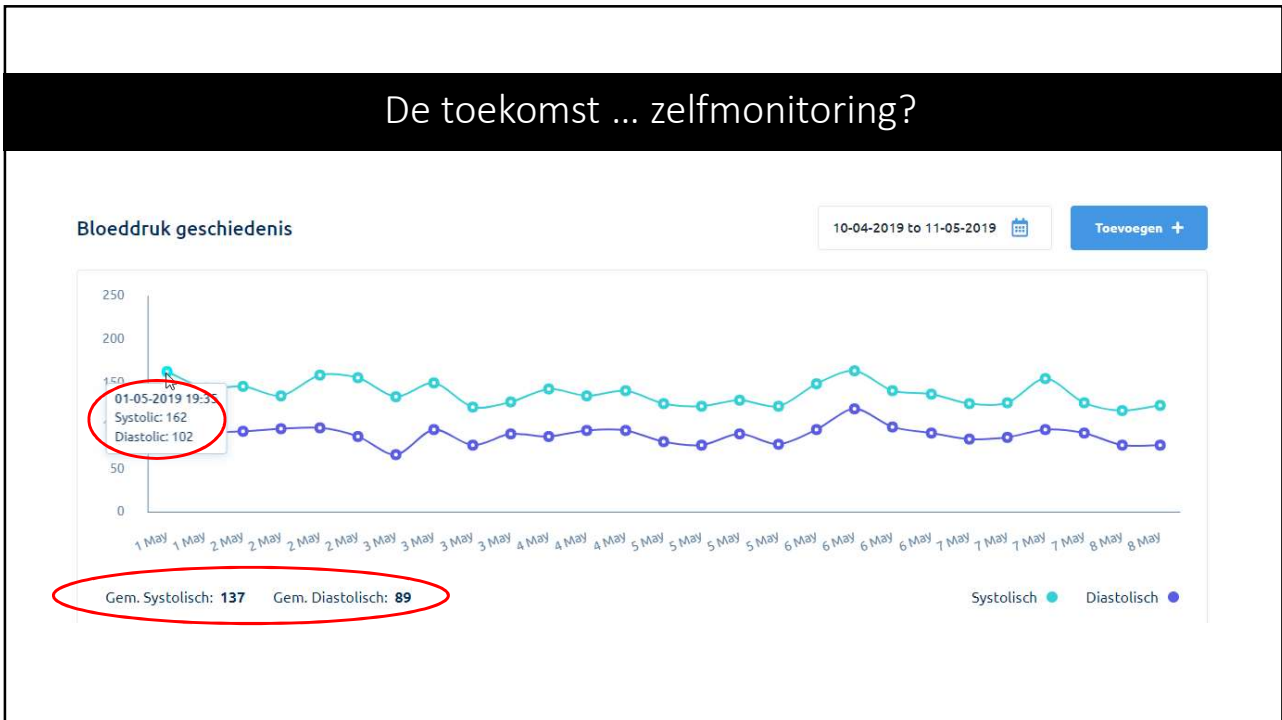 De toekomst ... zelfmonitoring?
Bloeddruk geschiedenis
10-04-2019 to 11-05-2019
Toevoegen +
250
200
150
01-05-2019 19:35
Systolic: 162
Diastolic: 102
50
0
1 May 1 May 2 May 2 May 2 May 2 May 3 May 3 May 3 May 3 May 4 May 4 May 4 May 5 May 5 May 5 May 5 May 6 May 6 May 6 May 6 May 7 May 7 May 7 May 7 May 8 May 8 May
Gem. Systolisch: 137 Gem. Diastolisch: 89
Systolisch Diastolisch